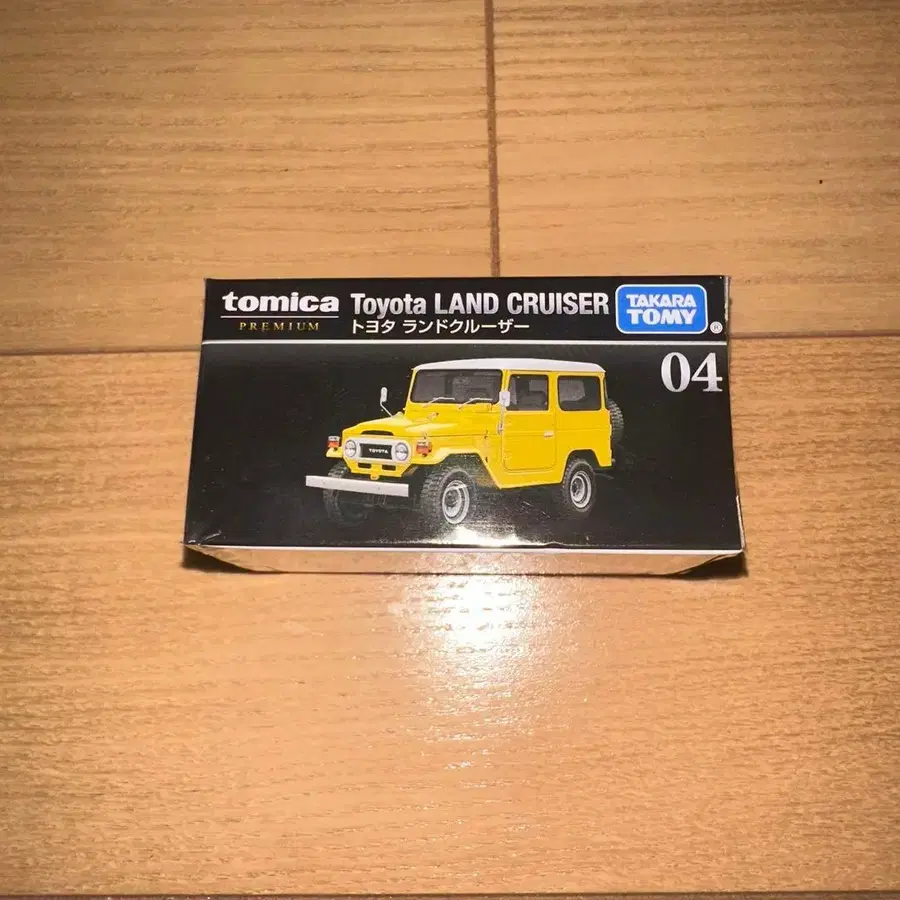 tomica
PREMIUM
Toyota LAND CRUISER
トヨタ ランドクルーザー
TAKARA
TOMY
®
04
TOYOTA